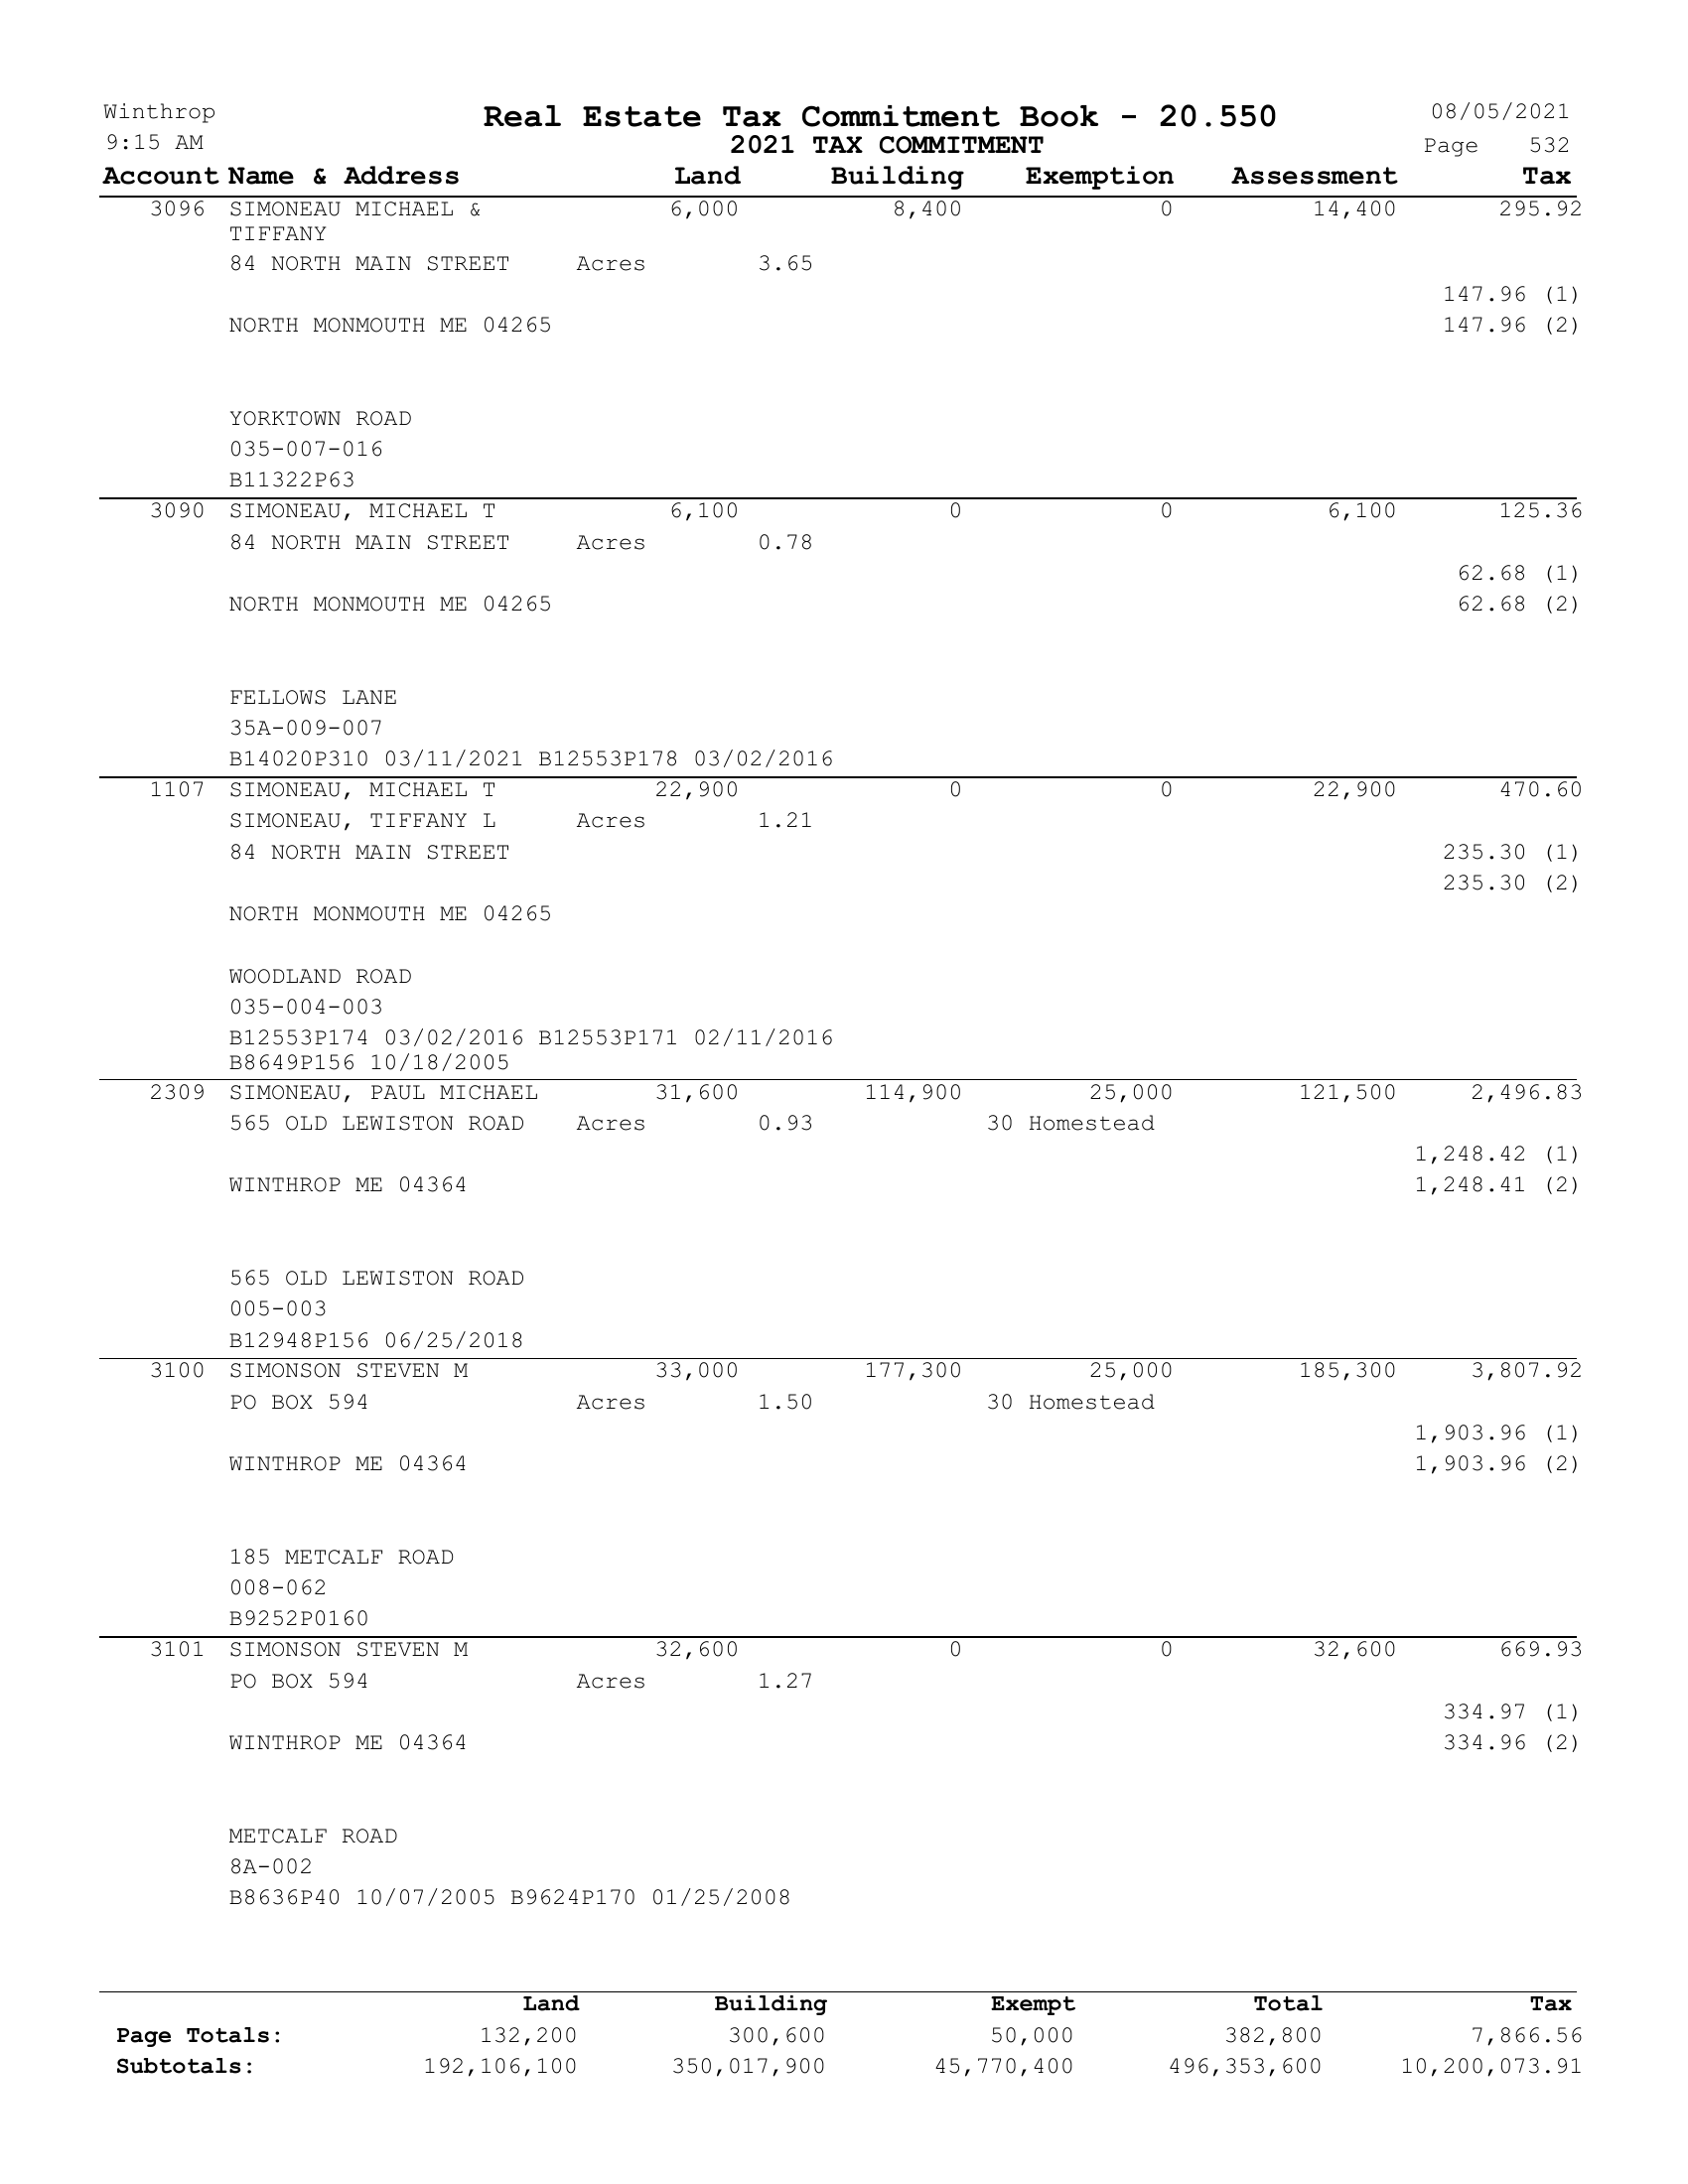 Winthrop Real Estate Tax Commitment Book - 20.550 08/05/2021
9:15 AM 2021 TAX COMMITMENT Page 532
Account Name & Address Land Building Exemption Assessment Tax
3096 SIMONEAU MICHAEL & 6,000 8,400 0 14,400 295.92
TIFFANY
84 NORTH MAIN STREET Acres 3.65
147.96 (1)
NORTH MONMOUTH ME 04265 147.96 (2)
YORKTOWN ROAD
035-007-016
B11322P63
3090 SIMONEAU, MICHAEL T 6,100 0 0 6,100 125.36
84 NORTH MAIN STREET Acres 0.78
62.68 (1)
NORTH MONMOUTH ME 04265 62.68 (2)
FELLOWS LANE
35A-009-007
B14020P310 03/11/2021 B12553P178 03/02/2016
1107 SIMONEAU, MICHAEL T 22,900 0 0 22,900 470.60
SIMONEAU, TIFFANY L Acres 1.21
84 NORTH MAIN STREET 235.30 (1)
235.30 (2)
NORTH MONMOUTH ME 04265
WOODLAND ROAD
035-004-003
B12553P174 03/02/2016 B12553P171 02/11/2016
B8649P156 10/18/2005
2309 SIMONEAU, PAUL MICHAEL 31,600 114,900 25,000 121,500 2,496.83
565 OLD LEWISTON ROAD Acres 0.93 30 Homestead
1,248.42 (1)
WINTHROP ME 04364 1,248.41 (2)
565 OLD LEWISTON ROAD
005-003
B12948P156 06/25/2018
3100 SIMONSON STEVEN M 33,000 177,300 25,000 185,300 3,807.92
PO BOX 594 Acres 1.50 30 Homestead
1,903.96 (1)
WINTHROP ME 04364 1,903.96 (2)
185 METCALF ROAD
008-062
B9252P0160
3101 SIMONSON STEVEN M 32,600 0 0 32,600 669.93
PO BOX 594 Acres 1.27
334.97 (1)
WINTHROP ME 04364 334.96 (2)
METCALF ROAD
8A-002
B8636P40 10/07/2005 B9624P170 01/25/2008
Land Building Exempt Total Tax
Page Totals: 132,200 300,600 50,000 382,800 7,866.56
Subtotals: 192,106,100 350,017,900 45,770,400 496,353,600 10,200,073.91